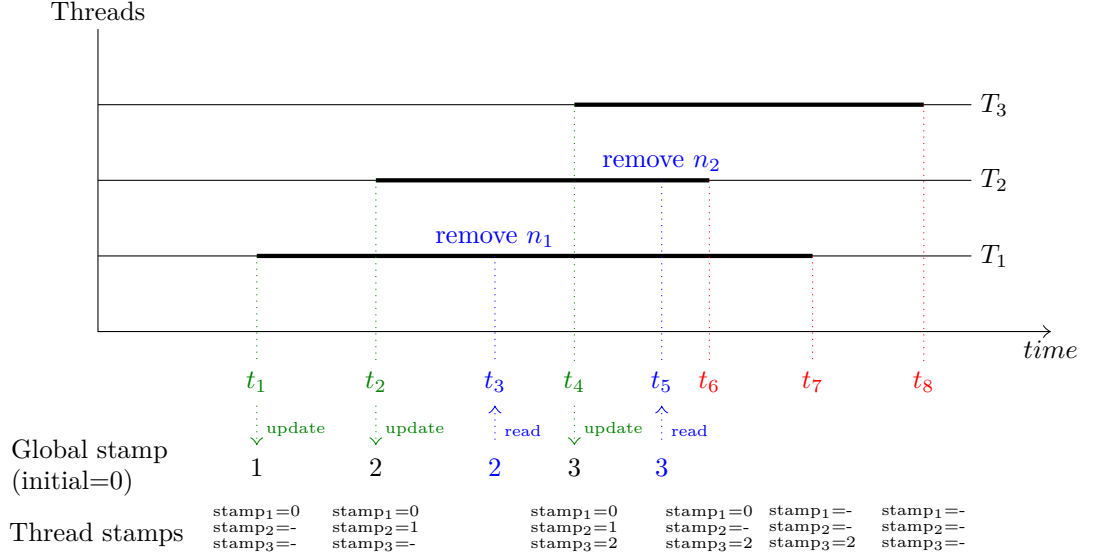 Threads
T₃
remove n₂
T₂
remove n₁
T₁
time
t₁ t₂ t₃ t₄ t₅ t₆ t₇ t₈
update update read update read
Global stamp
(initial=0)
1 2 2 3 3
Thread stamps
stamp₁=0 stamp₁=0 stamp₁=0 stamp₁=0 stamp₁=- stamp₁=-
stamp₂=- stamp₂=1 stamp₂=1 stamp₂=- stamp₂=- stamp₂=-
stamp₃=- stamp₃=- stamp₃=2 stamp₃=2 stamp₃=2 stamp₃=-